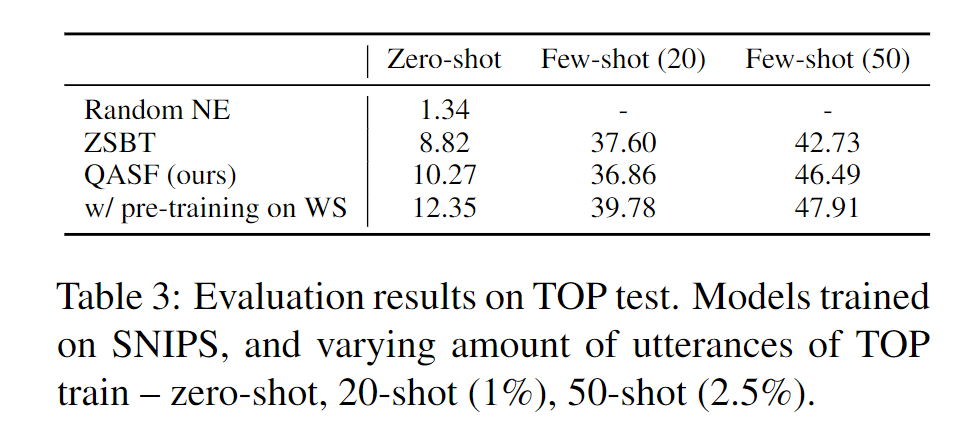 Zero-shot Few-shot (20) Few-shot (50)
Random NE 1.34 - -
ZSBT 8.82 37.60 42.73
QASF (ours) 10.27 36.86 46.49
w/ pre-training on WS 12.35 39.78 47.91
Table 3: Evaluation results on TOP test. Models trained
on SNIPS, and varying amount of utterances of TOP
train – zero-shot, 20-shot (1%), 50-shot (2.5%).